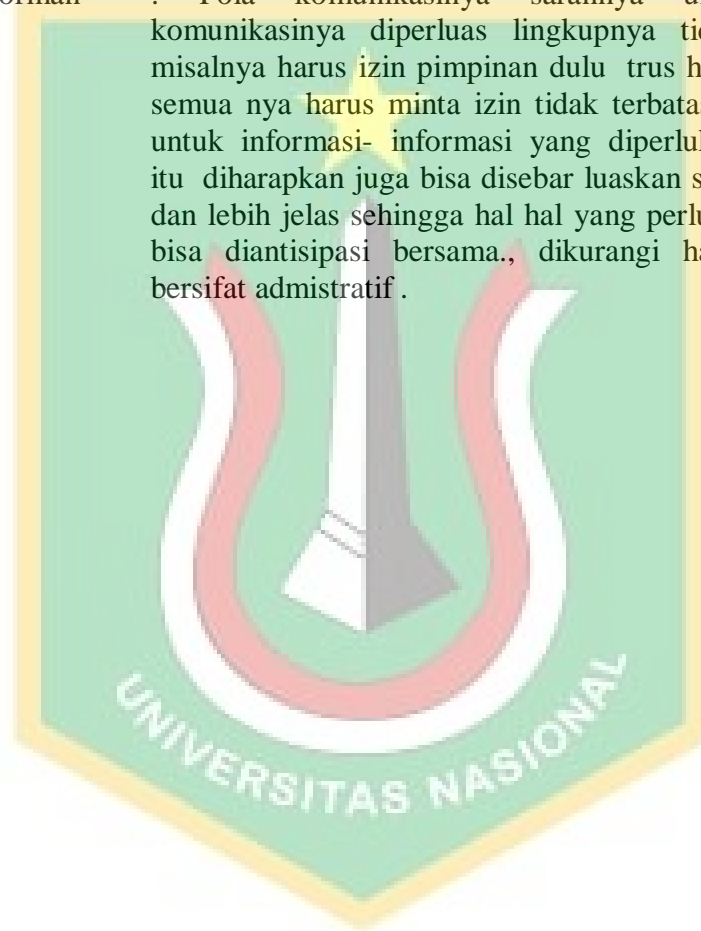 : Pola komunikasinya sarannya
komunikasinya diperluas lingkupnya
misalnya harus izin pimpinan dulu trus
semua nya harus minta izin tidak
untuk informasi- informasi yang
itu diharapkan juga bisa disebar luaskan
dan lebih jelas sehingga hal hal yang
bisa diantisipasi bersama., dikurangi
bersifat admistratif .
UNIVERSITAS NASIONAL